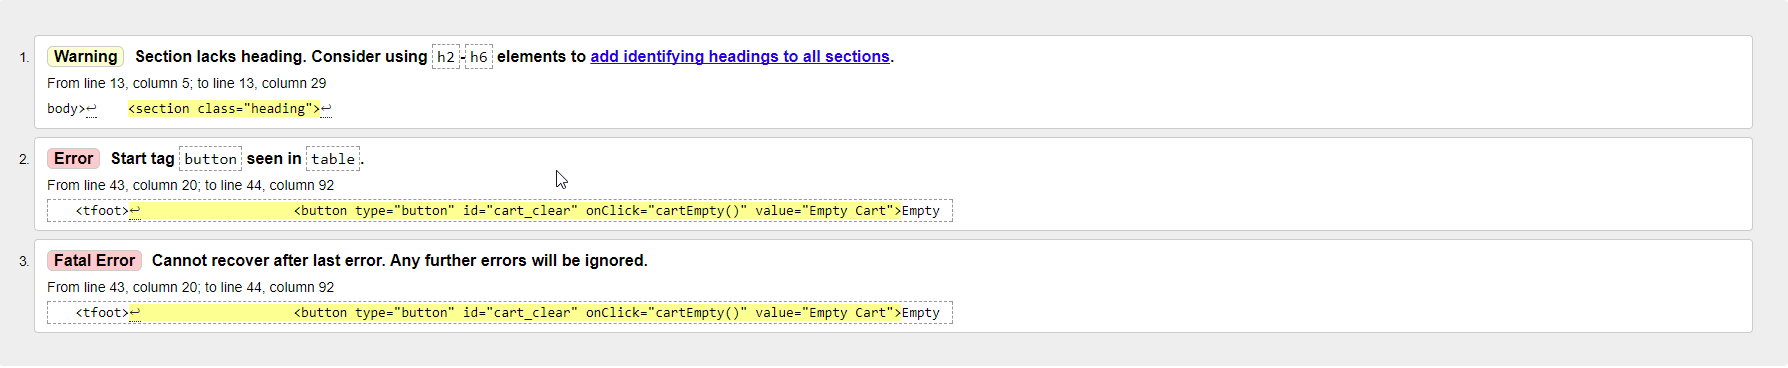 1. Warning Section lacks heading. Consider using h2-h6 elements to add identifying headings to all sections.
From line 13, column 5; to line 13, column 29
body>↩ <section class="heading">↩
2. Error Start tag button seen in table.
From line 43, column 20; to line 44, column 92
<tfoot>↩ <button type="button" id="cart_clear" onClick="cartEmpty()" value="Empty Cart">Empty
3. Fatal Error Cannot recover after last error. Any further errors will be ignored.
From line 43, column 20; to line 44, column 92
<tfoot>↩ <button type="button" id="cart_clear" onClick="cartEmpty()" value="Empty Cart">Empty